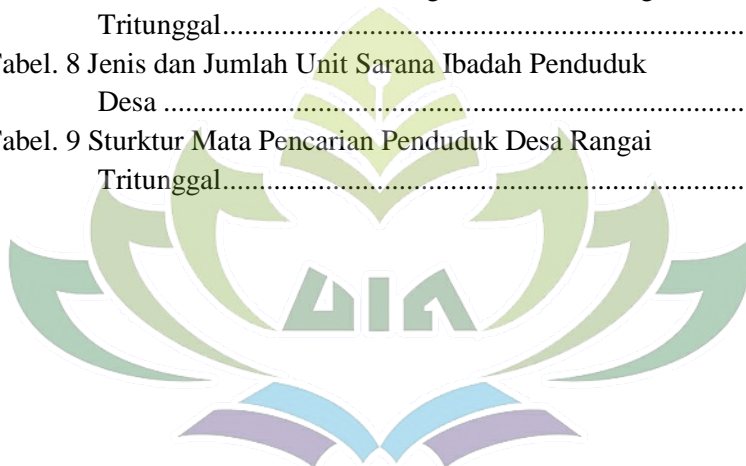 Tritunggal...............................................................................
Tabel. 8 Jenis dan Jumlah Unit Sarana Ibadah Penduduk
Desa .......................................................................................
Tabel. 9 Sturktur Mata Pencarian Penduduk Desa Rangai
Tritunggal...............................................................................
UIN